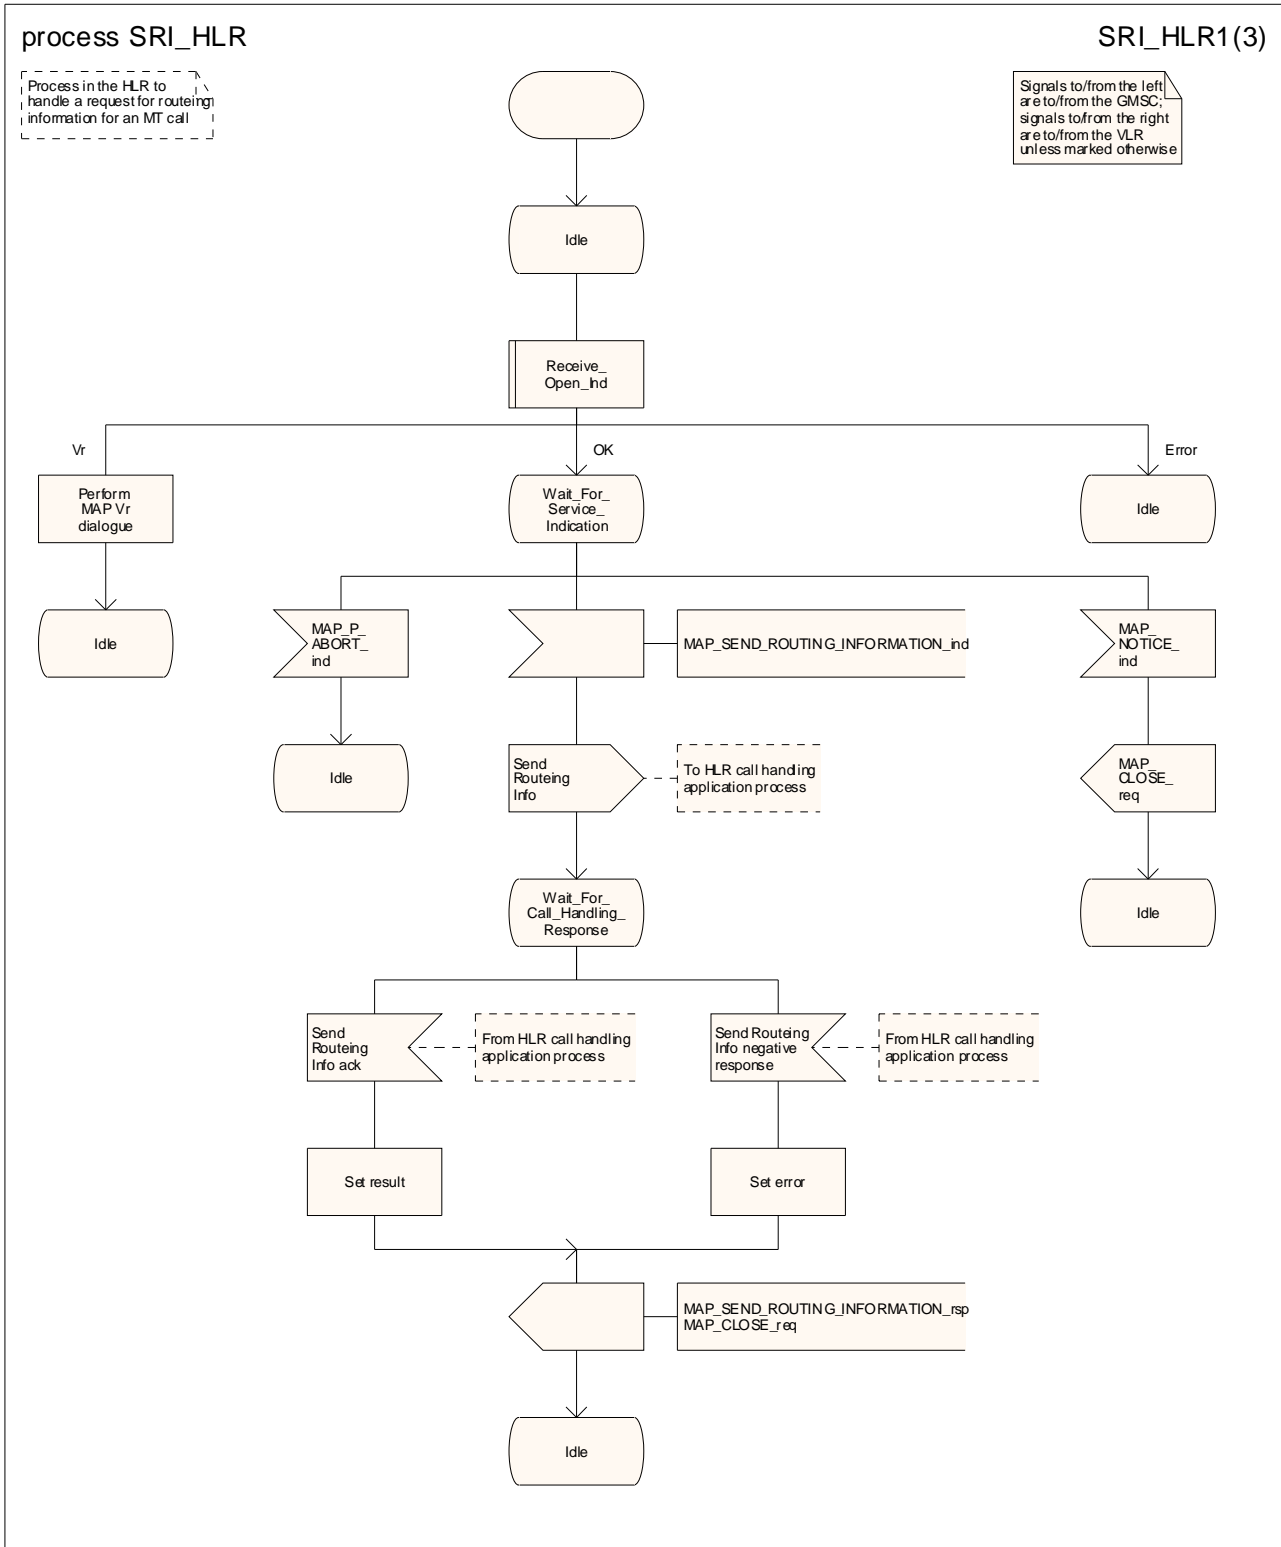 process SRI_HLR
SRI_HLR1(3)
Process in the HLR to
handle a request for routeing
information for an MT call
Signals to/from the left
are to/from the GMSC;
signals to/from the right
are to/from the VLR
unless marked otherwise
Idle
Receive_
Open_Ind
Vr
OK
Error
Perform
MAP Vr
dialogue
Wait_For_
Service_
Indication
Idle
Idle
MAP_P_
ABORT_
ind
MAP_SEND_ROUTING_INFORMATION_ind
MAP_
NOTICE_
ind
Idle
Send
Routeing
Info
To HLR call handling
application process
MAP_
CLOSE_
req
Wait_For_
Call_Handling_
Response
Idle
Send
Routeing
Info ack
From HLR call handling
application process
Send Routeing
Info negative
response
From HLR call handling
application process
Set result
Set error
MAP_SEND_ROUTING_INFORMATION_rsp
MAP_CLOSE_req
Idle